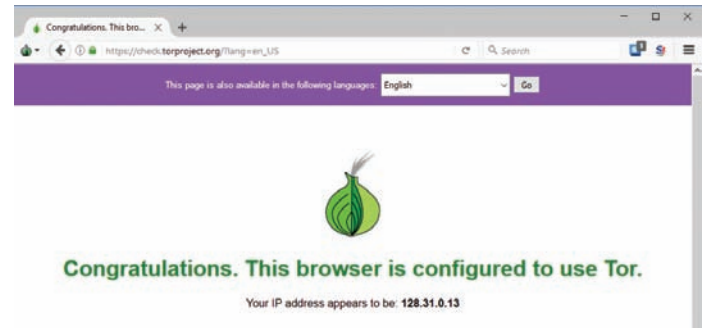 Congratulations. This bro...
https://check.torproject.org/?lang=en_US
Search
This page is also available in the following languages: English Go
Congratulations. This browser is configured to use Tor.
Your IP address appears to be: 128.31.0.13